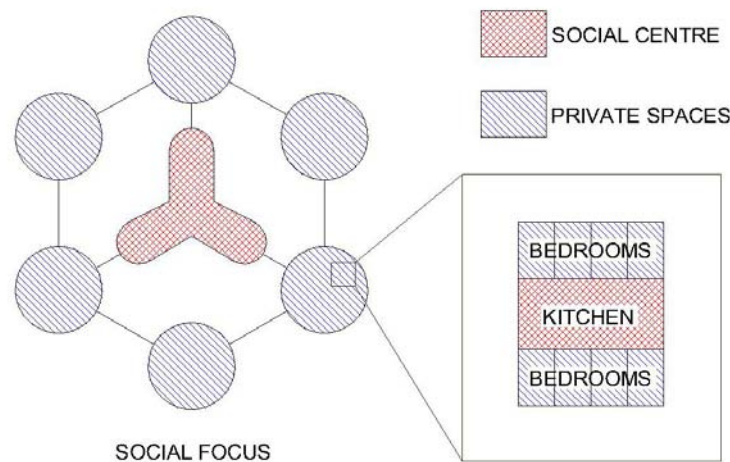 SOCIAL CENTRE
PRIVATE SPACES
BEDROOMS
KITCHEN
BEDROOMS
SOCIAL FOCUS